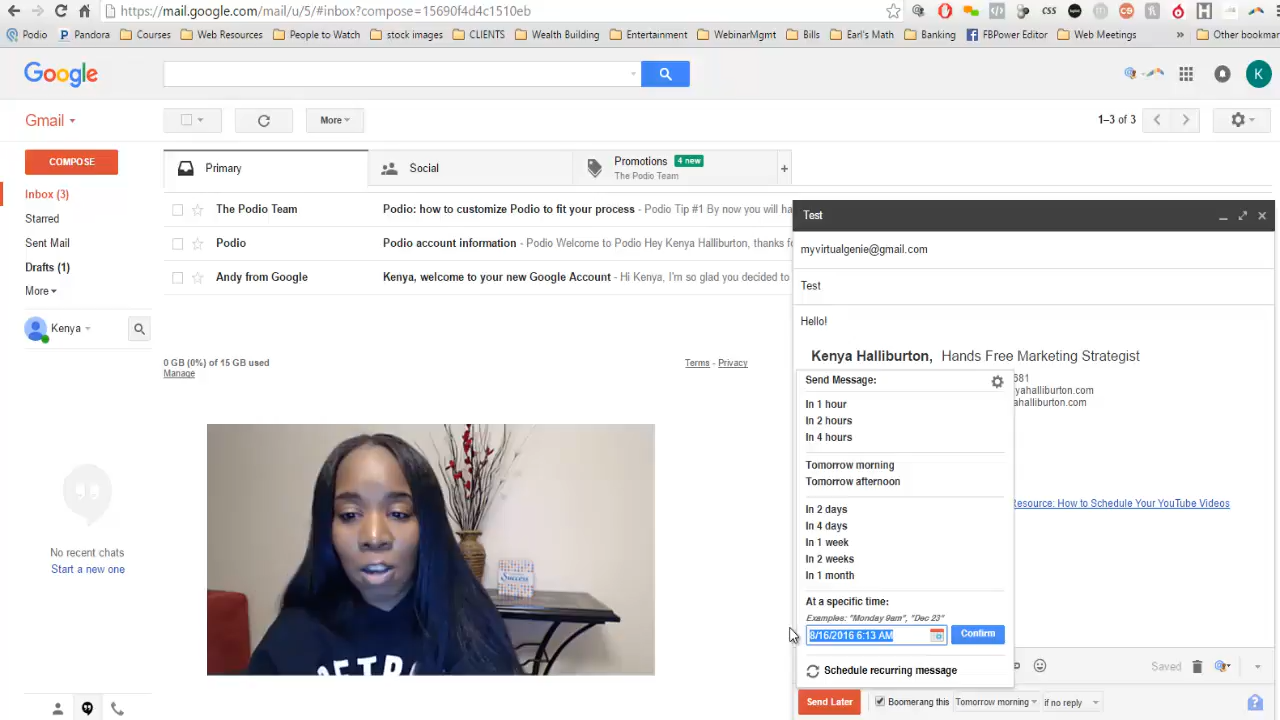 https://mail.google.com/mail/u/5/#inbox?compose=15690f4d4c1510eb
Podio Pandora Courses Web Resources People to Watch stock images CLIENTS Wealth Building Entertainment WebinarMgmt Bills Earl's Math Banking FBPower Editor Web Meetings » Other bookmar
Google
K
Gmail
More
1–3 of 3
COMPOSE
Primary
Social
Promotions 4 new
The Podio Team
+
Inbox (3)
Starred
Sent Mail
Drafts (1)
More
The Podio Team Podio: how to customize Podio to fit your process - Podio Tip #1 By now you will ha
Podio Podio account information - Podio Welcome to Podio Hey Kenya Halliburton, thanks f
Andy from Google Kenya, welcome to your new Google Account - Hi Kenya, I'm so glad you decided to
Kenya
0 GB (0%) of 15 GB used
Manage
Terms - Privacy
No recent chats
Start a new one
Success
Test
myvirtualgenie@gmail.com
Test
Hello!
Kenya Halliburton, Hands Free Marketing Strategist
681
yahalliburton.com
ahalliburton.com
Resource: How to Schedule Your YouTube Videos
Send Message:
In 1 hour
In 2 hours
In 4 hours
Tomorrow morning
Tomorrow afternoon
In 2 days
In 4 days
In 1 week
In 2 weeks
In 1 month
At a specific time:
Examples: "Monday 9am", "Dec 23"
8/16/2016 6:13 AM
Confirm
Schedule recurring message
Saved
Send Later
Boomerang this Tomorrow morning if no reply
?